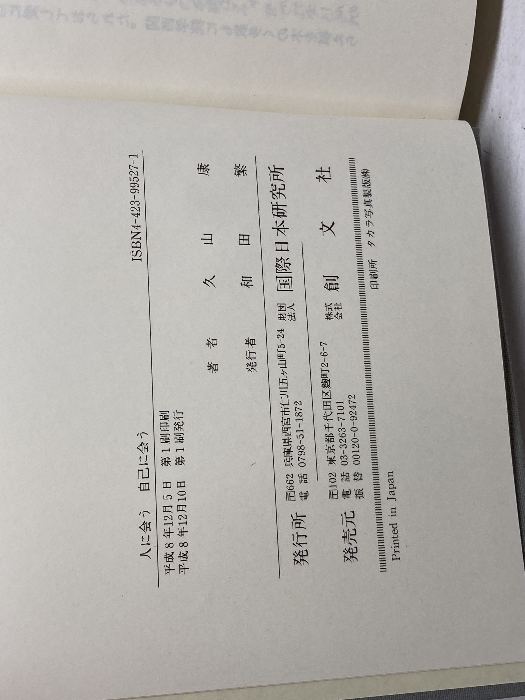 人に会う 自己に会う
ISBN4-423-99527-1
平成8年12月5日 第1刷印刷
平成8年12月10日 第1刷発行
著者名 久山康
発行者 和田繁
発行所 財団法人 国際日本研究所
〒662 兵庫県西宮市仁川五ヶ山町5-24
電話 0798-51-1872
発売元 株式会社 創文社
〒102 東京都千代田区麹町2-6-7
電話 03-3263-7101
振替 00120-0-92472
印刷所 タカラ写真製版㈱
Printed in Japan